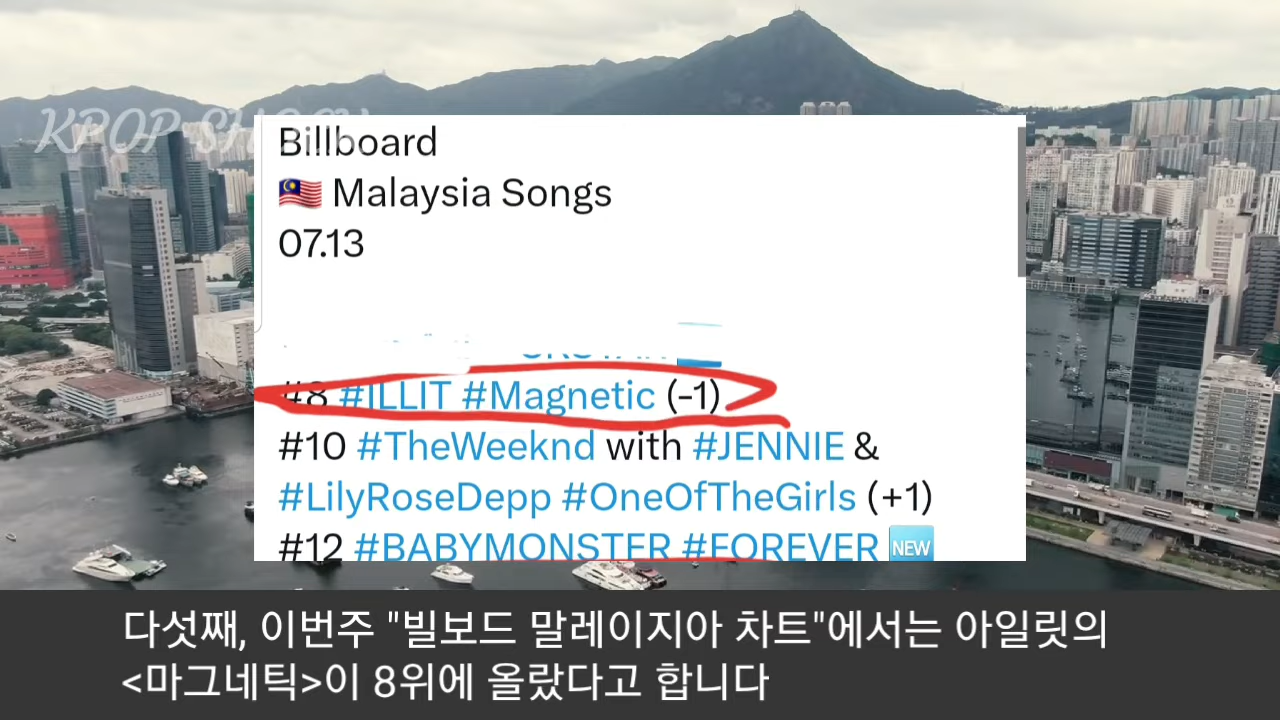 KPOP SHOW
Billboard
🇲🇾 Malaysia Songs
07.13
#8 #ILLIT #Magnetic (-1)
#10 #TheWeeknd with #JENNIE &
#LilyRoseDepp #OneOfTheGirls (+1)
#12 #BABYMONSTER #FOREVER NEW
다섯째, 이번주 "빌보드 말레이지아 차트"에서는 아일릿의
<마그네틱>이 8위에 올랐다고 합니다